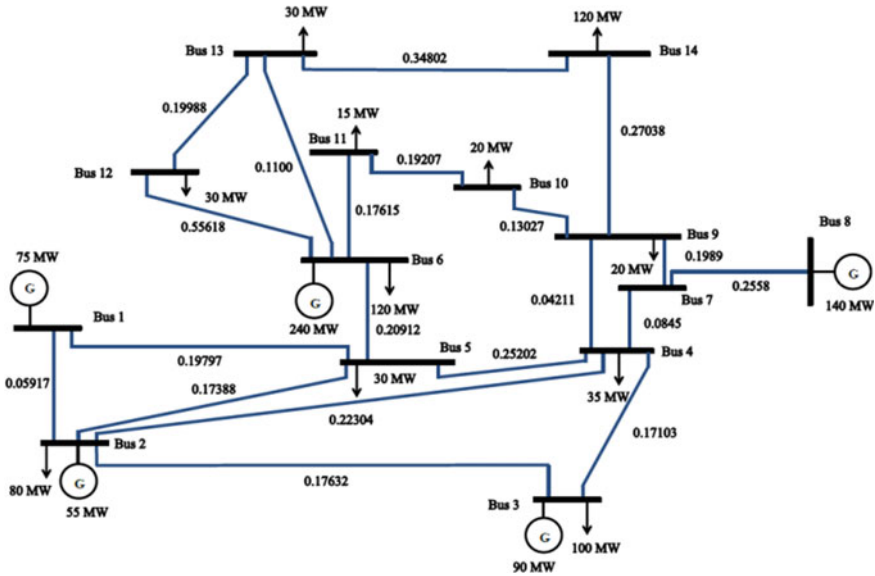 30 MW
120 MW
Bus 13
0.34802
Bus 14
0.19988
15 MW
Bus 11
0.1100
0.19207
20 MW
0.27038
Bus 12
Bus 10
30 MW
0.17615
0.55618
0.13027
Bus 8
75 MW
Bus 6
Bus 9
G
G
20 MW
0.1989
G
120 MW
0.04211
Bus 7
0.2558
Bus 1
240 MW
0.20912
0.0845
140 MW
0.19797
Bus 5
0.25202
Bus 4
0.05917
0.17388
30 MW
35 MW
0.22304
0.17103
Bus 2
0.17632
80 MW
G
55 MW
Bus 3
G
100 MW
90 MW